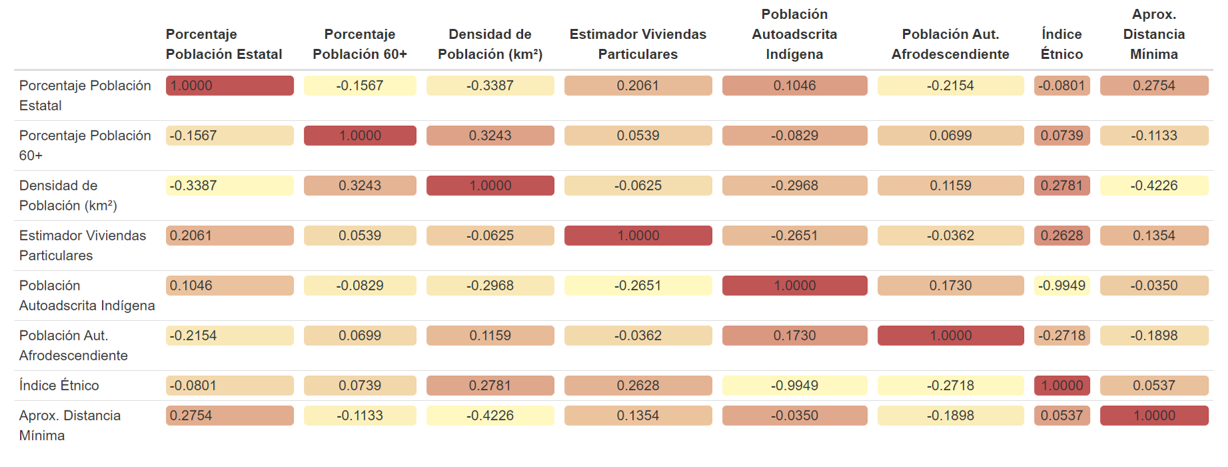 Porcentaje Población Estatal Porcentaje Población 60+ Densidad de Población (km²) Estimador Viviendas Particulares Población Autoadscrita Indígena Población Aut. Afrodescendiente Índice Étnico Aprox. Distancia Mínima
Porcentaje Población Estatal 1.0000 -0.1567 -0.3387 0.2061 0.1046 -0.2154 -0.0801 0.2754
Porcentaje Población 60+ -0.1567 1.0000 0.3243 0.0539 -0.0829 0.0699 0.0739 -0.1133
Densidad de Población (km²) -0.3387 0.3243 1.0000 -0.0625 -0.2968 0.1159 0.2781 -0.4226
Estimador Viviendas Particulares 0.2061 0.0539 -0.0625 1.0000 -0.2651 -0.0362 0.2628 0.1354
Población Autoadscrita Indígena 0.1046 -0.0829 -0.2968 -0.2651 1.0000 0.1730 -0.9949 -0.0350
Población Aut. Afrodescendiente -0.2154 0.0699 0.1159 -0.0362 0.1730 1.0000 -0.2718 -0.1898
Índice Étnico -0.0801 0.0739 0.2781 0.2628 -0.9949 -0.2718 1.0000 0.0537
Aprox. Distancia Mínima 0.2754 -0.1133 -0.4226 0.1354 -0.0350 -0.1898 0.0537 1.0000